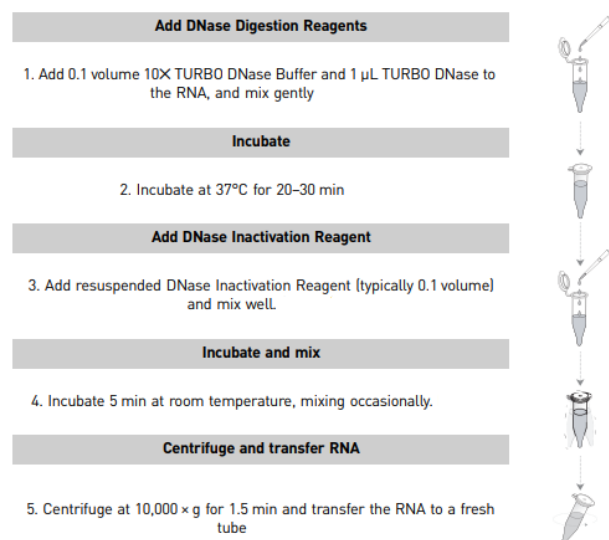 Add DNase Digestion Reagents
1. Add 0.1 volume 10X TURBO DNase Buffer and 1 µL TURBO DNase to
the RNA, and mix gently
Incubate
2. Incubate at 37°C for 20–30 min
Add DNase Inactivation Reagent
3. Add resuspended DNase Inactivation Reagent (typically 0.1 volume)
and mix well.
Incubate and mix
4. Incubate 5 min at room temperature, mixing occasionally.
Centrifuge and transfer RNA
5. Centrifuge at 10,000 × g for 1.5 min and transfer the RNA to a fresh
tube